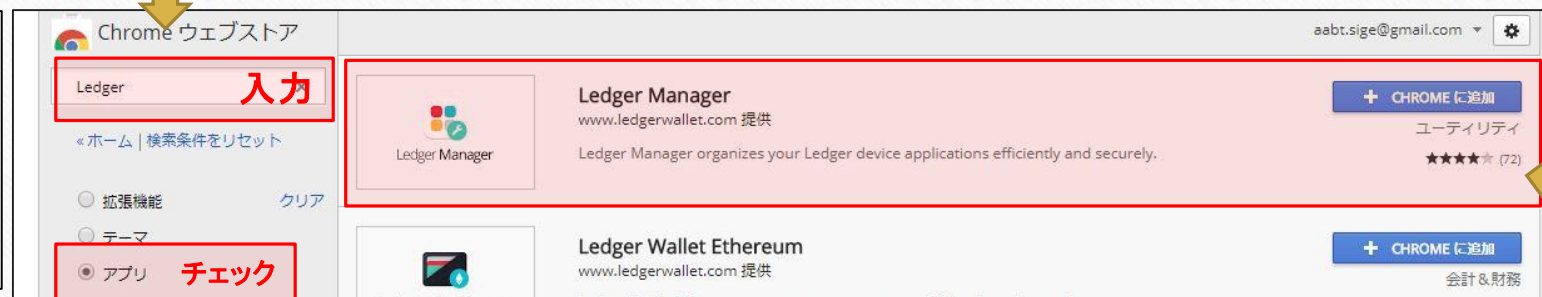 Chrome ウェブストア
aabt.sige@gmail.com
Ledger
入力
«ホーム | 検索条件をリセット
拡張機能
クリア
テーマ
アプリ
チェック
Ledger Manager
Ledger Manager
www.ledgerwallet.com 提供
Ledger Manager organizes your Ledger device applications efficiently and securely.
+ CHROME に追加
ユーティリティ
★★★★☆ (72)
Ledger Wallet Ethereum
www.ledgerwallet.com 提供
+ CHROME に追加
会計&財務